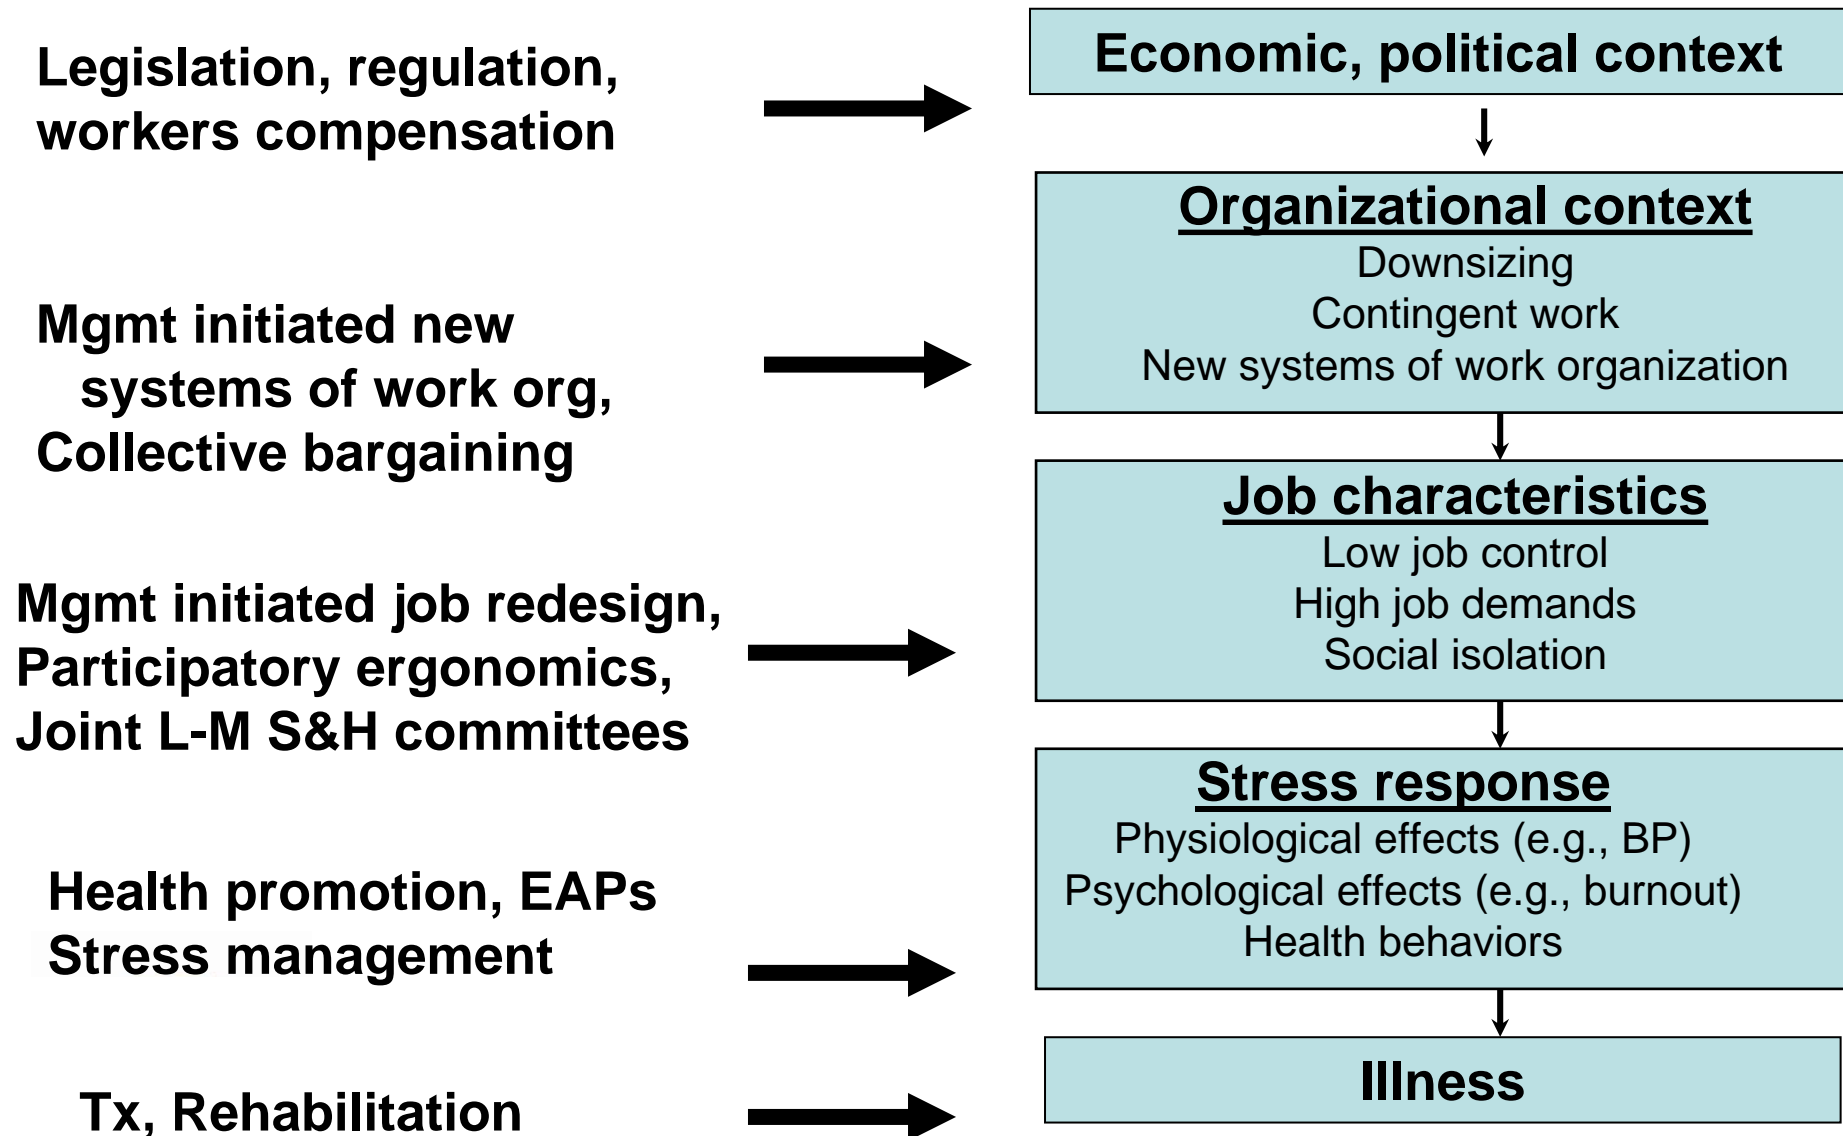 Legislation, regulation,
workers compensation
Economic, political context
Organizational context
Downsizing
Contingent work
New systems of work organization
Mgmt initiated new
systems of work org,
Collective bargaining
Job characteristics
Low job control
High job demands
Social isolation
Mgmt initiated job redesign,
Participatory ergonomics,
Joint L-M S&H committees
Stress response
Physiological effects (e.g., BP)
Psychological effects (e.g., burnout)
Health behaviors
Health promotion, EAPs
Stress management
Illness
Tx, Rehabilitation